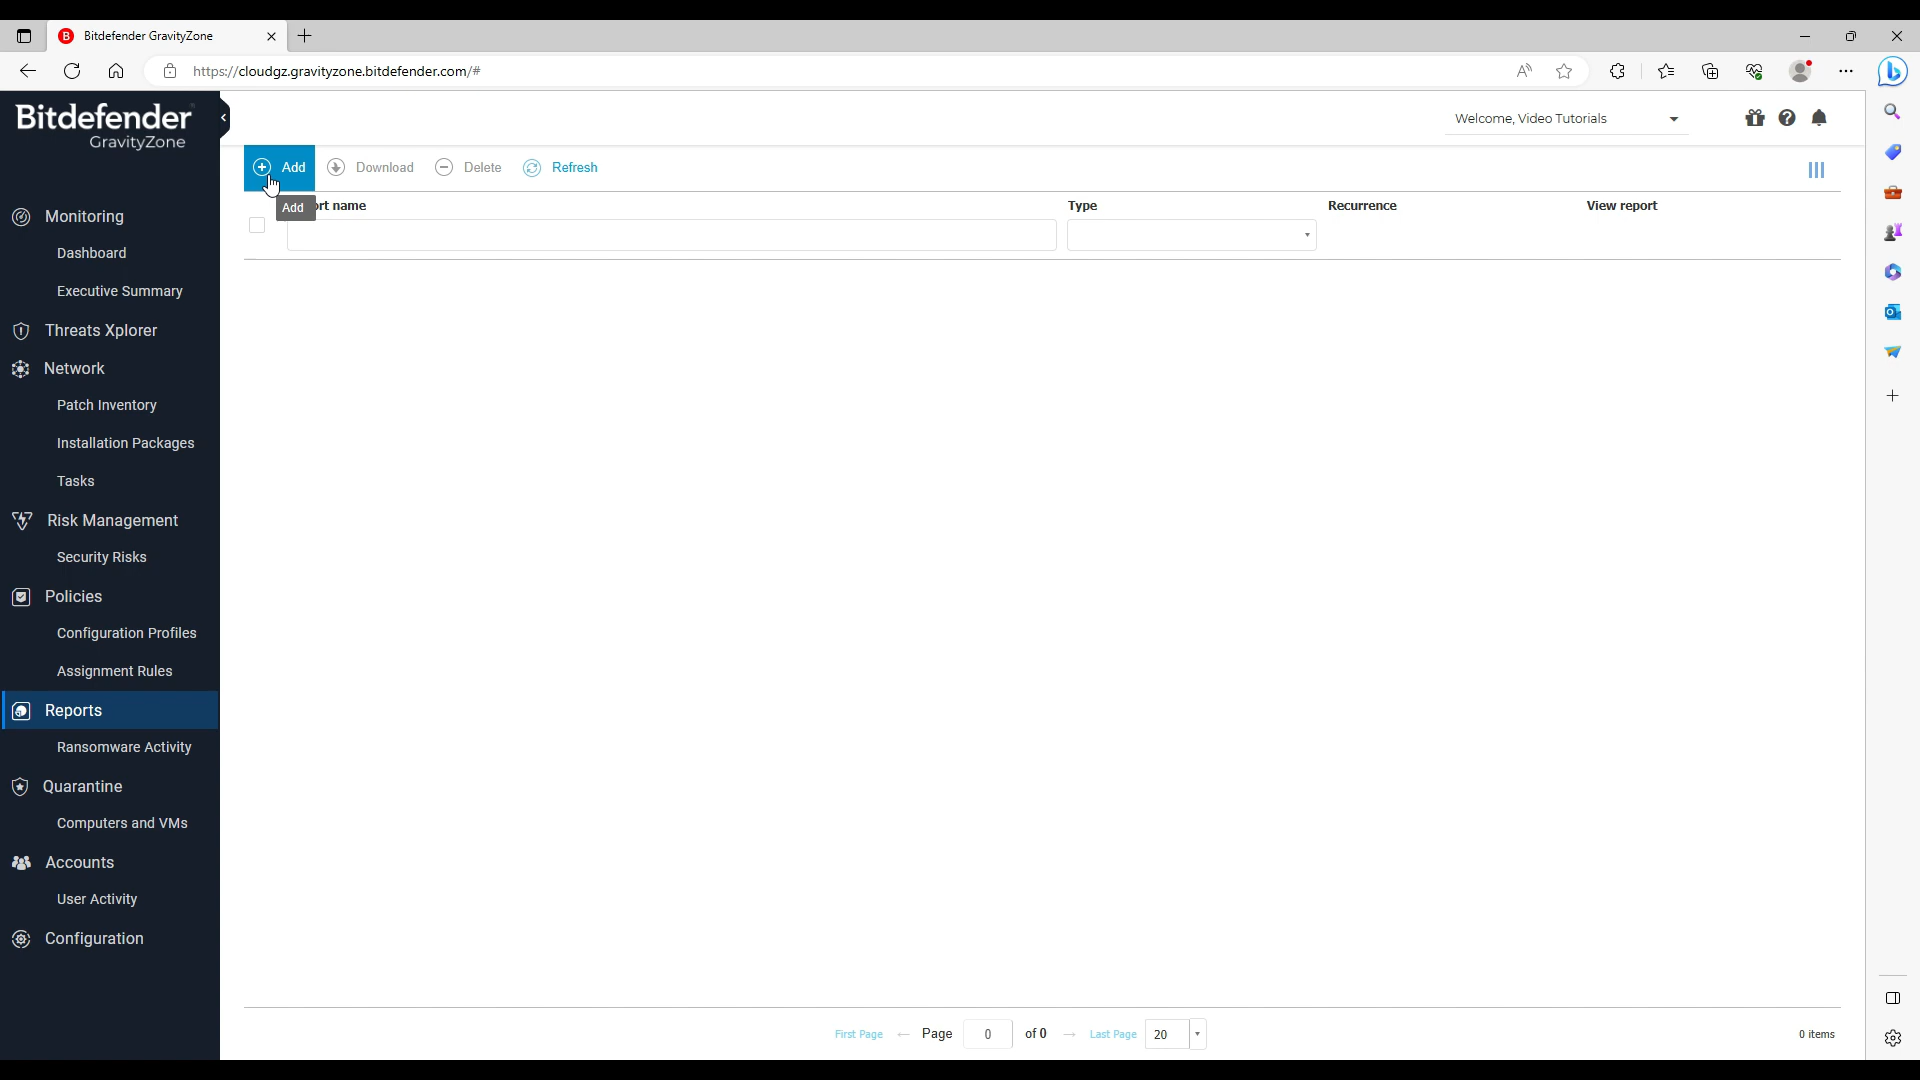 Bitdefender GravityZone
https://cloudgz.gravityzone.bitdefender.com/#
Bitdefender
GravityZone
Welcome, Video Tutorials
Add
Download
Delete
Refresh
Add
ort name
Type
Recurrence
View report
Monitoring
Dashboard
Executive Summary
Threats Xplorer
Network
Patch Inventory
Installation Packages
Tasks
Risk Management
Security Risks
Policies
Configuration Profiles
Assignment Rules
Reports
Ransomware Activity
Quarantine
Computers and VMs
Accounts
User Activity
Configuration
First Page ← Page 0 of 0 → Last Page 20
0 items